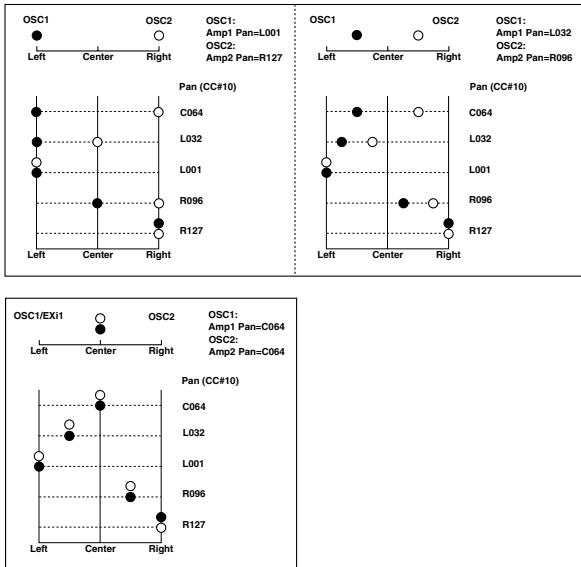 OSC1 OSC2 OSC1:
Amp1 Pan=L001
OSC2:
Amp2 Pan=R127
Left Center Right
Pan (CC#10)
C064
L032
L001
R096
R127
Left Center Right
OSC1 OSC2 OSC1:
Amp1 Pan=L032
OSC2:
Amp2 Pan=R096
Left Center Right
Pan (CC#10)
C064
L032
L001
R096
R127
Left Center Right
OSC1/EXi1 OSC2 OSC1:
Amp1 Pan=C064
OSC2:
Amp2 Pan=C064
Left Center Right
Pan (CC#10)
C064
L032
L001
R096
R127
Left Center Right